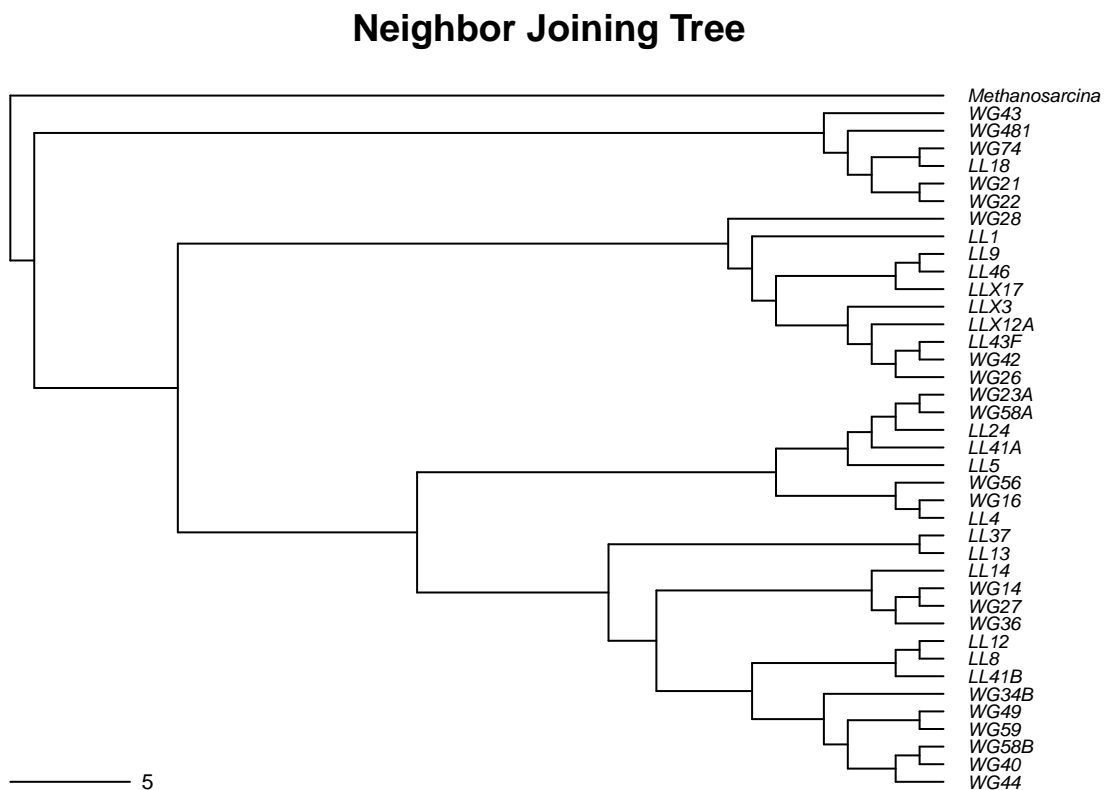 Neighbor Joining Tree
Methanosarcina
WG43
WG481
WG74
LL18
WG21
WG22
WG28
LL1
LL9
LL46
LLX17
LLX3
LLX12A
LL43F
WG42
WG26
WG23A
WG58A
LL24
LL41A
LL5
WG56
WG16
LL4
LL37
LL13
LL14
WG14
WG27
WG36
LL12
LL8
LL41B
WG34B
WG49
WG59
WG58B
WG40
WG44
5